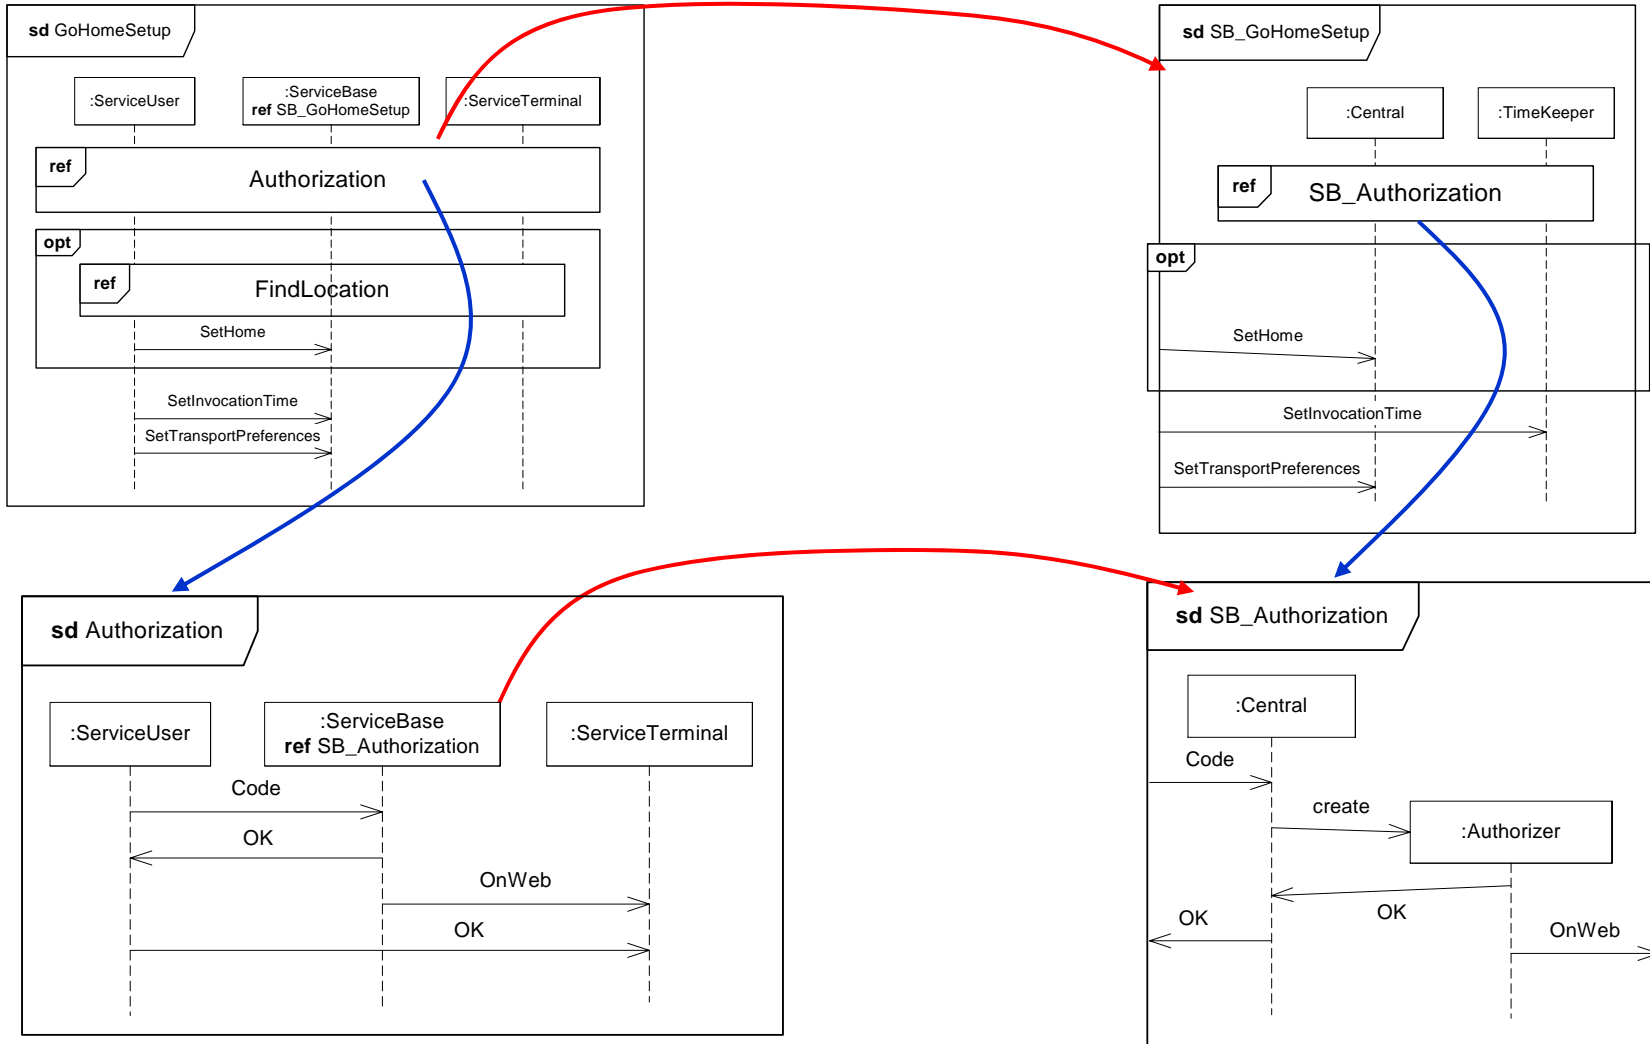 sd GoHomeSetup
:ServiceUser
:ServiceBase
ref SB_GoHomeSetup
:ServiceTerminal
ref
Authorization
opt
ref
FindLocation
SetHome
SetInvocationTime
SetTransportPreferences
sd SB_GoHomeSetup
:Central
:TimeKeeper
ref
SB_Authorization
opt
SetHome
SetInvocationTime
SetTransportPreferences
sd Authorization
:ServiceUser
:ServiceBase
ref SB_Authorization
:ServiceTerminal
Code
OK
OnWeb
OK
sd SB_Authorization
:Central
Code
create
:Authorizer
OK
OK
OnWeb